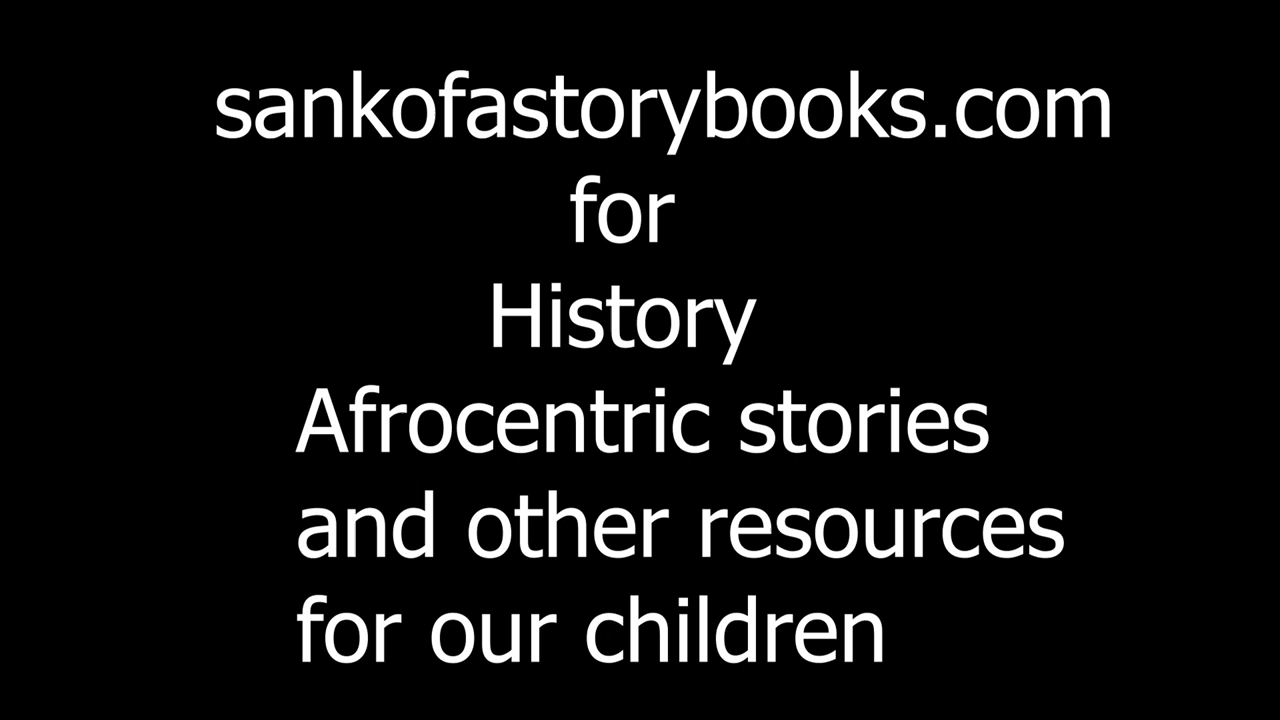 sankofastorybooks.com
for
History
Afrocentric stories
and other resources
for our children